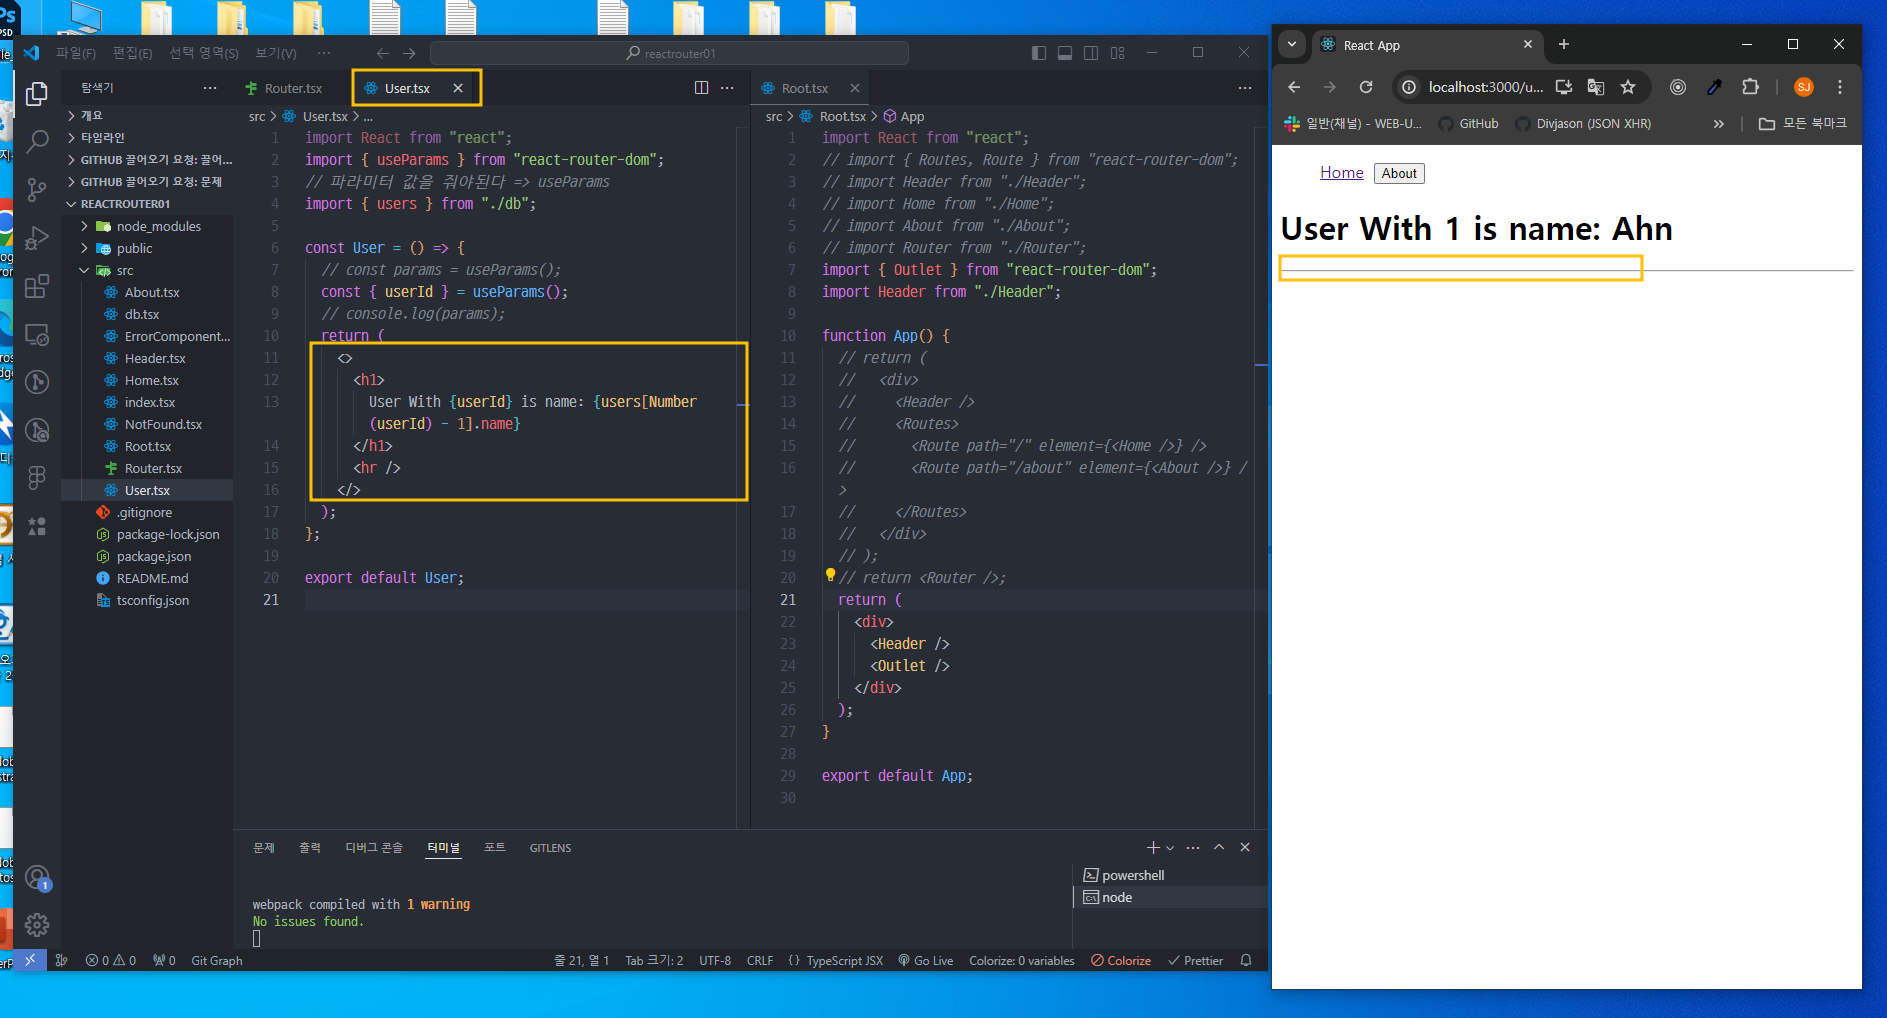 파일(F) 편집(E) 선택 영역(S) 보기(V) ··· reactrouter01
탐색기 ···
개요
타임라인
GITHUB 끌어오기 요청: 끌어...
GITHUB 끌어오기 요청: 문제
REACTROUTER01
node_modules
public
src
About.tsx
db.tsx
ErrorComponent...
Header.tsx
Home.tsx
index.tsx
NotFound.tsx
Root.tsx
Router.tsx
User.tsx
.gitignore
package-lock.json
package.json
README.md
tsconfig.json
Router.tsx User.tsx
src > User.tsx > ...
1 import React from "react";
2 import { useParams } from "react-router-dom";
3 // 파라미터 값을 줘야된다 => useParams
4 import { users } from "./db";
5
6 const User = () => {
7 // const params = useParams();
8 const { userId } = useParams();
9 // console.log(params);
10 return (
11 <>
12 <h1>
13 User With {userId} is name: {users[Number
(userId) - 1].name}
14 </h1>
15 <hr />
16 </>
17 );
18 };
19
20 export default User;
21
Root.tsx
src > Root.tsx > App
1 import React from "react";
2 // import { Routes, Route } from "react-router-dom";
3 // import Header from "./Header";
4 // import Home from "./Home";
5 // import About from "./About";
6 // import Router from "./Router";
7 import { Outlet } from "react-router-dom";
8 import Header from "./Header";
9
10 function App() {
11 // return (
12 // <div>
13 // <Header />
14 // <Routes>
15 // <Route path="/" element={<Home />} />
16 // <Route path="/about" element={<About />} /
>
17 // </Routes>
18 // </div>
19 // );
20 // return <Router />;
21 return (
22 <div>
23 <Header />
24 <Outlet />
25 </div>
26 );
27 }
28
29 export default App;
30
문제 출력 디버그 콘솔 터미널 포트 GITLENS
webpack compiled with 1 warning
No issues found.
powershell
node
1
0 0 0 Git Graph
줄 21, 열 1 Tab 크기: 2 UTF-8 CRLF {} TypeScript JSX Go Live Colorize: 0 variables Colorize Prettier
React App
localhost:3000/u...
SJ
일반(채널) - WEB-U... GitHub Divjason (JSON XHR) » 모든 북마크
Home About
User With 1 is name: Ahn